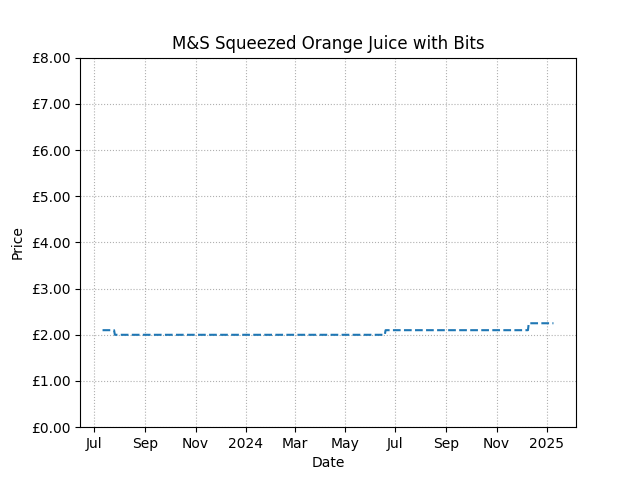 M&S Squeezed Orange Juice with Bits
£8.00
£7.00
£6.00
£5.00
£4.00
£3.00
£2.00
£1.00
£0.00
Price
Jul Sep Nov 2024 Mar May Jul Sep Nov 2025
Date